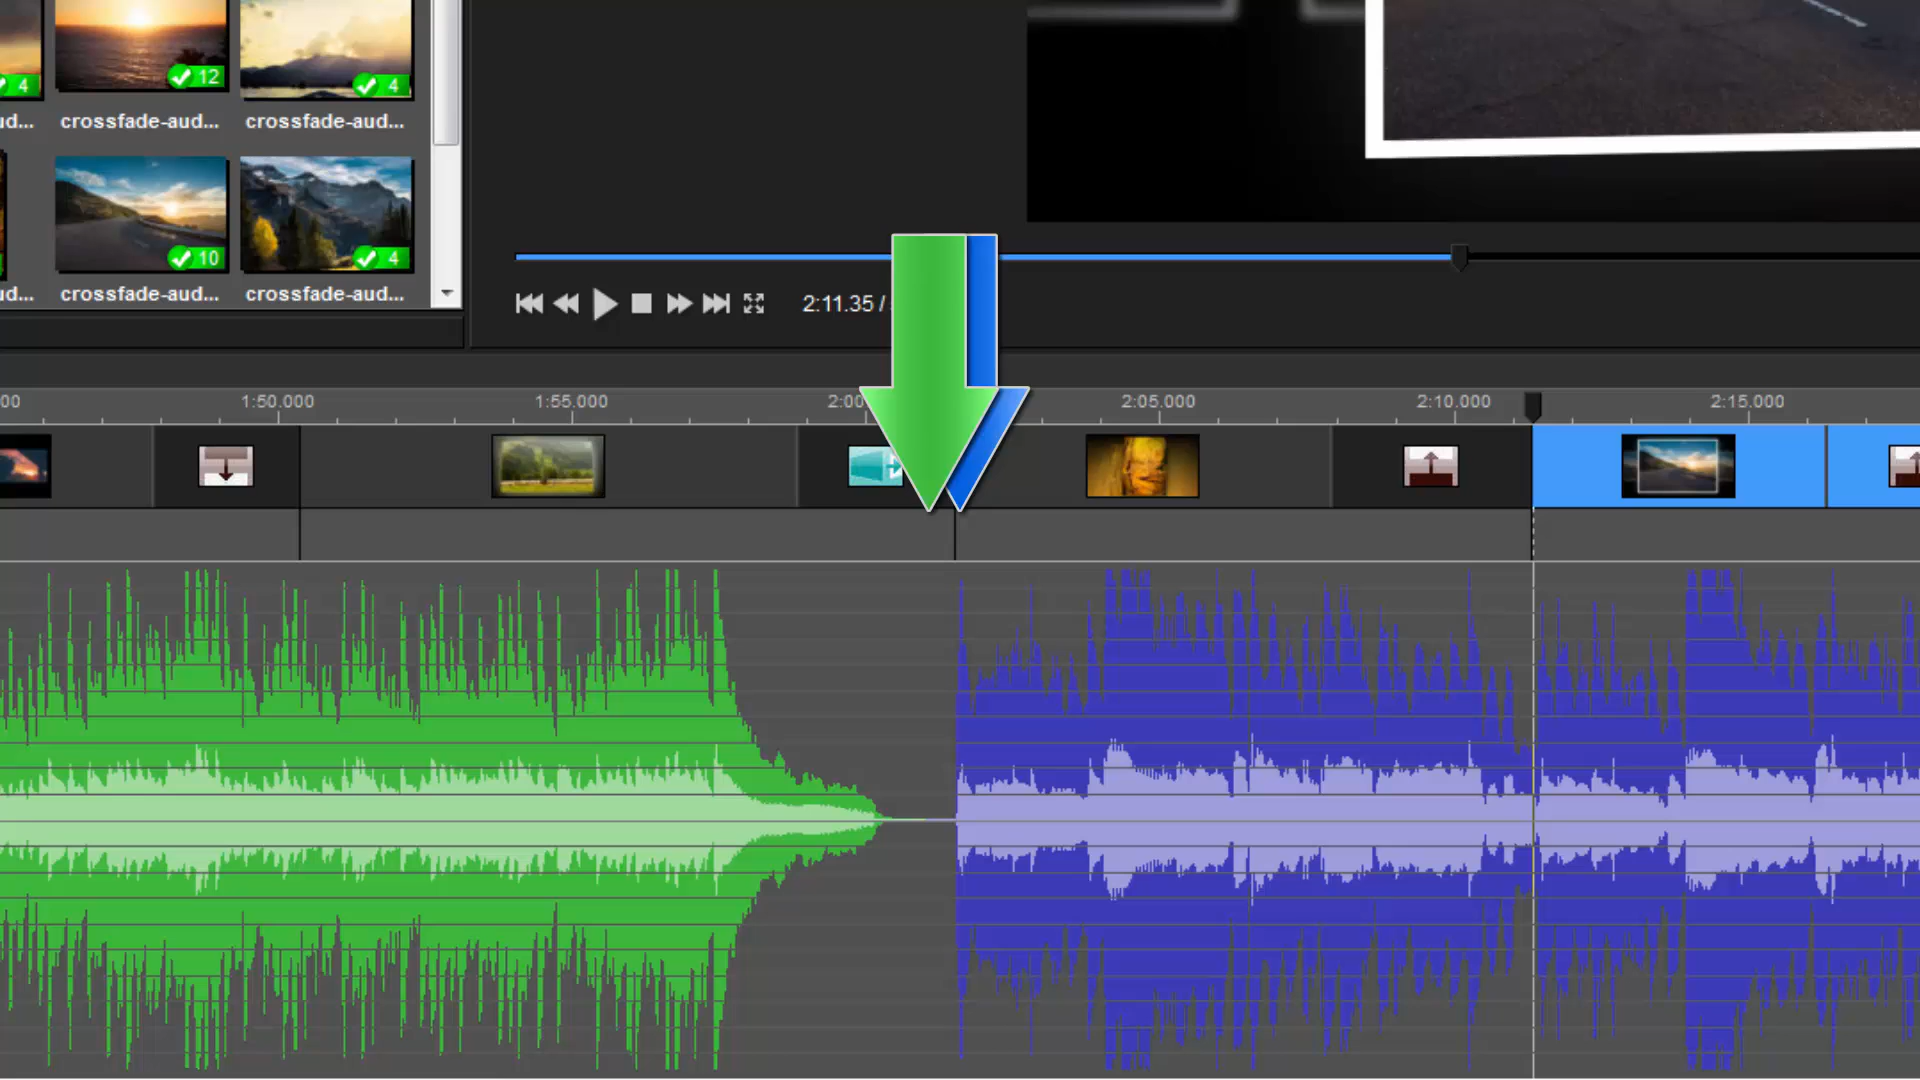 4
12
4
ud...
crossfade-aud...
crossfade-aud...
10
4
ud...
crossfade-aud...
crossfade-aud...
2:11.35 /
00
1:50.000
1:55.000
2:00
2:05.000
2:10.000
2:15.000